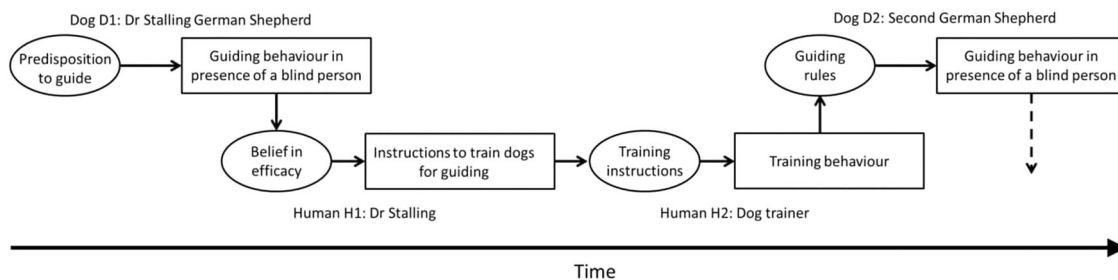 Dog D1: Dr Stalling German Shepherd
Dog D2: Second German Shepherd
Predisposition
to guide
Guiding behaviour in
presence of a blind person
Guiding
rules
Guiding behaviour in
presence of a blind person
Belief in
efficacy
Instructions to train dogs
for guiding
Training
instructions
Training behaviour
Human H1: Dr Stalling
Human H2: Dog trainer
Time